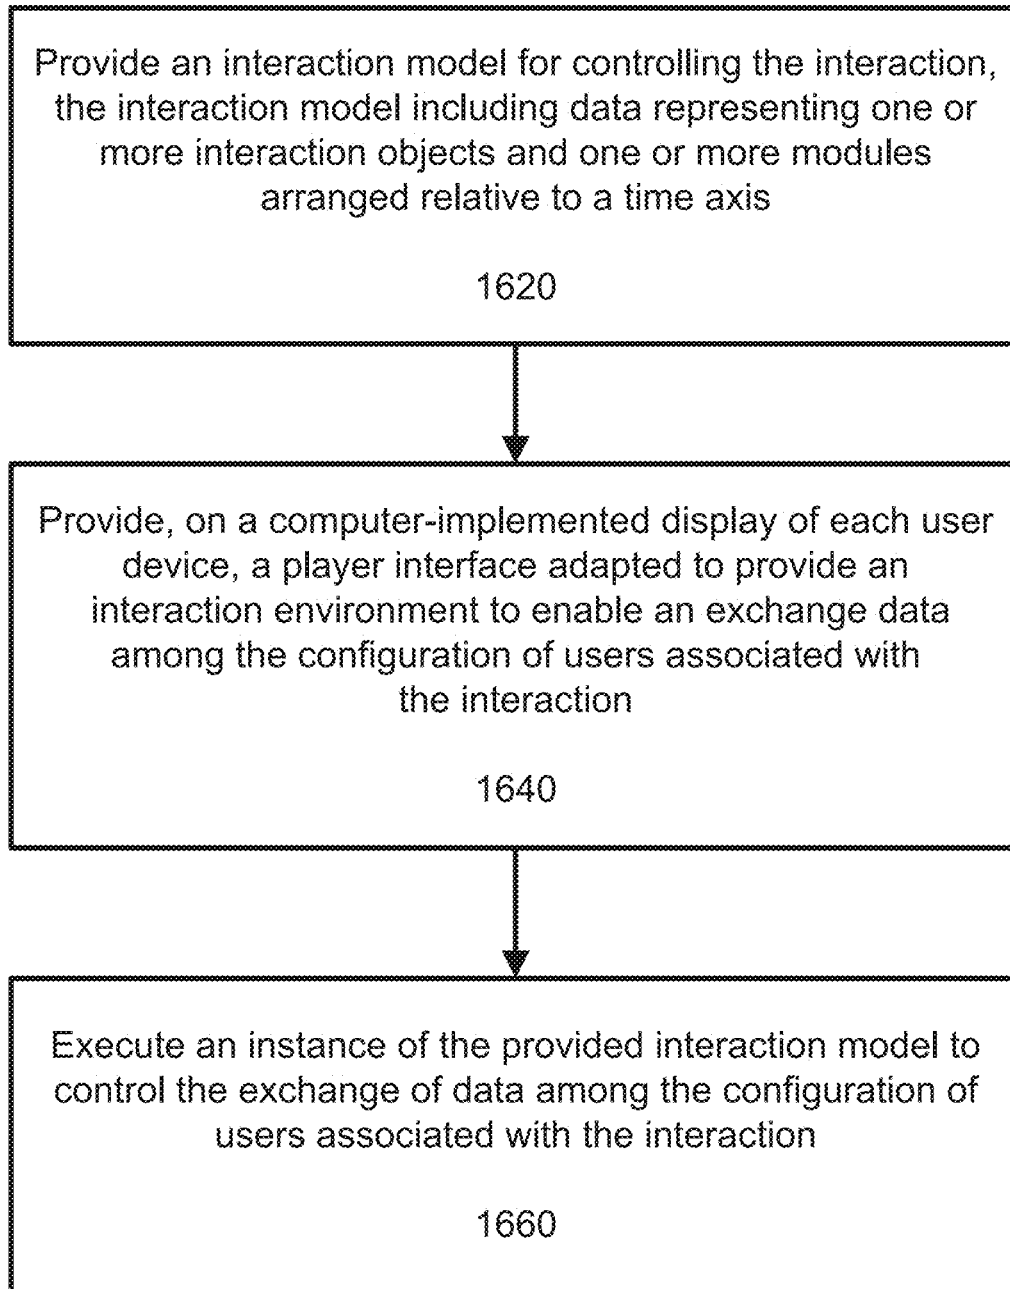 Provide an interaction model for controlling the interaction,
the interaction model including data representing one or
more interaction objects and one or more modules
arranged relative to a time axis
1620
Provide, on a computer-implemented display of each user
device, a player interface adapted to provide an
interaction environment to enable an exchange data
among the configuration of users associated with
the interaction
1640
Execute an instance of the provided interaction model to
control the exchange of data among the configuration of
users associated with the interaction
1660